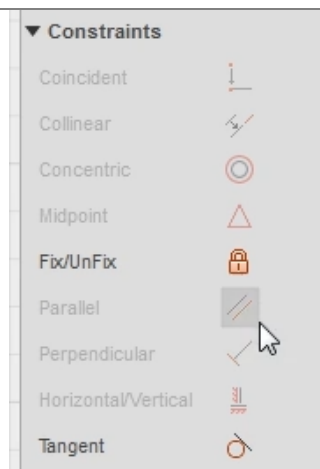 Constraints
Coincident
Collinear
Concentric
Midpoint
Fix/UnFix
Parallel
Perpendicular
Horizontal/Vertical
Tangent